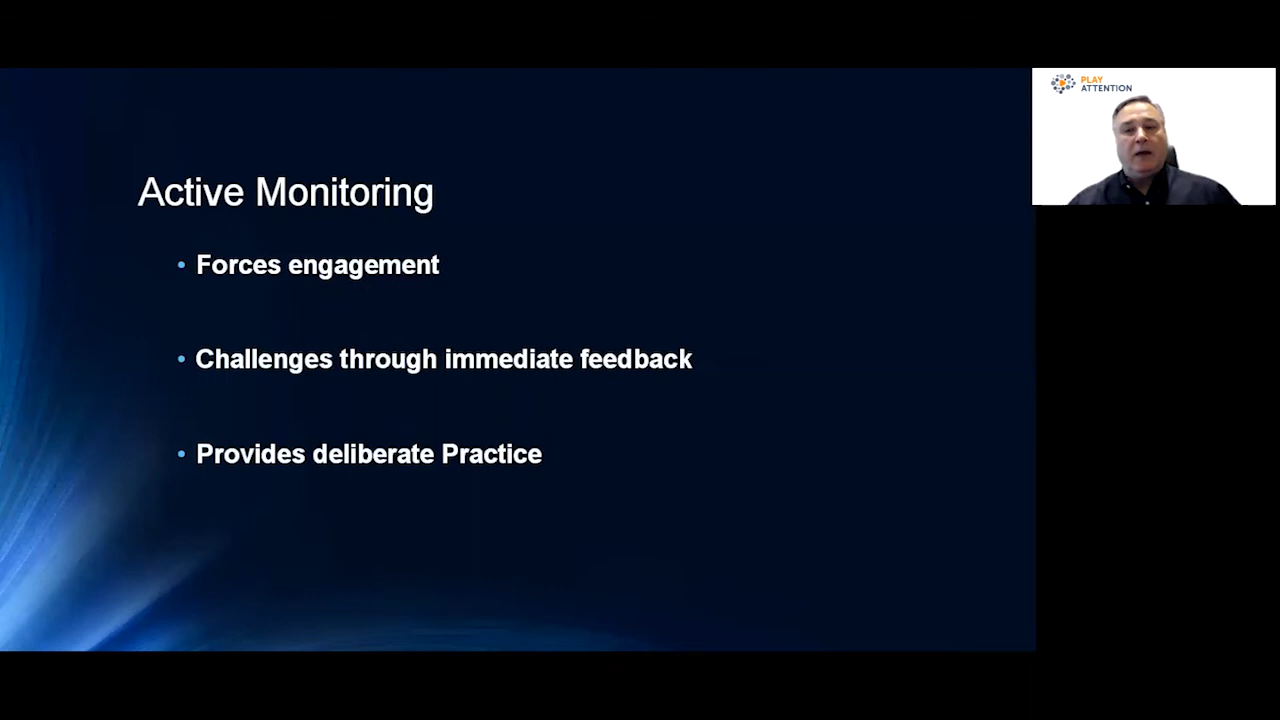 PLAY
ATTENTION
Active Monitoring
• Forces engagement
• Challenges through immediate feedback
• Provides deliberate Practice